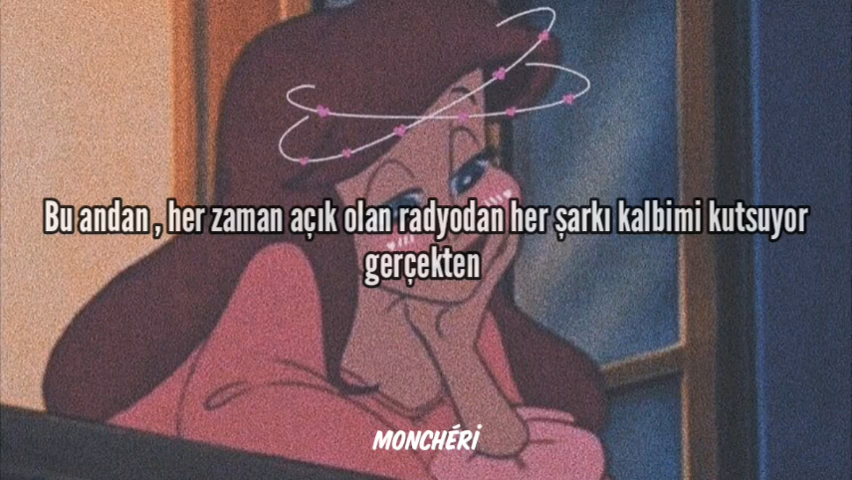 Bu andan , her zaman açık olan radyodan her şarkı kalbimi kutsuyor
gerçekten
MONCHÉRİ